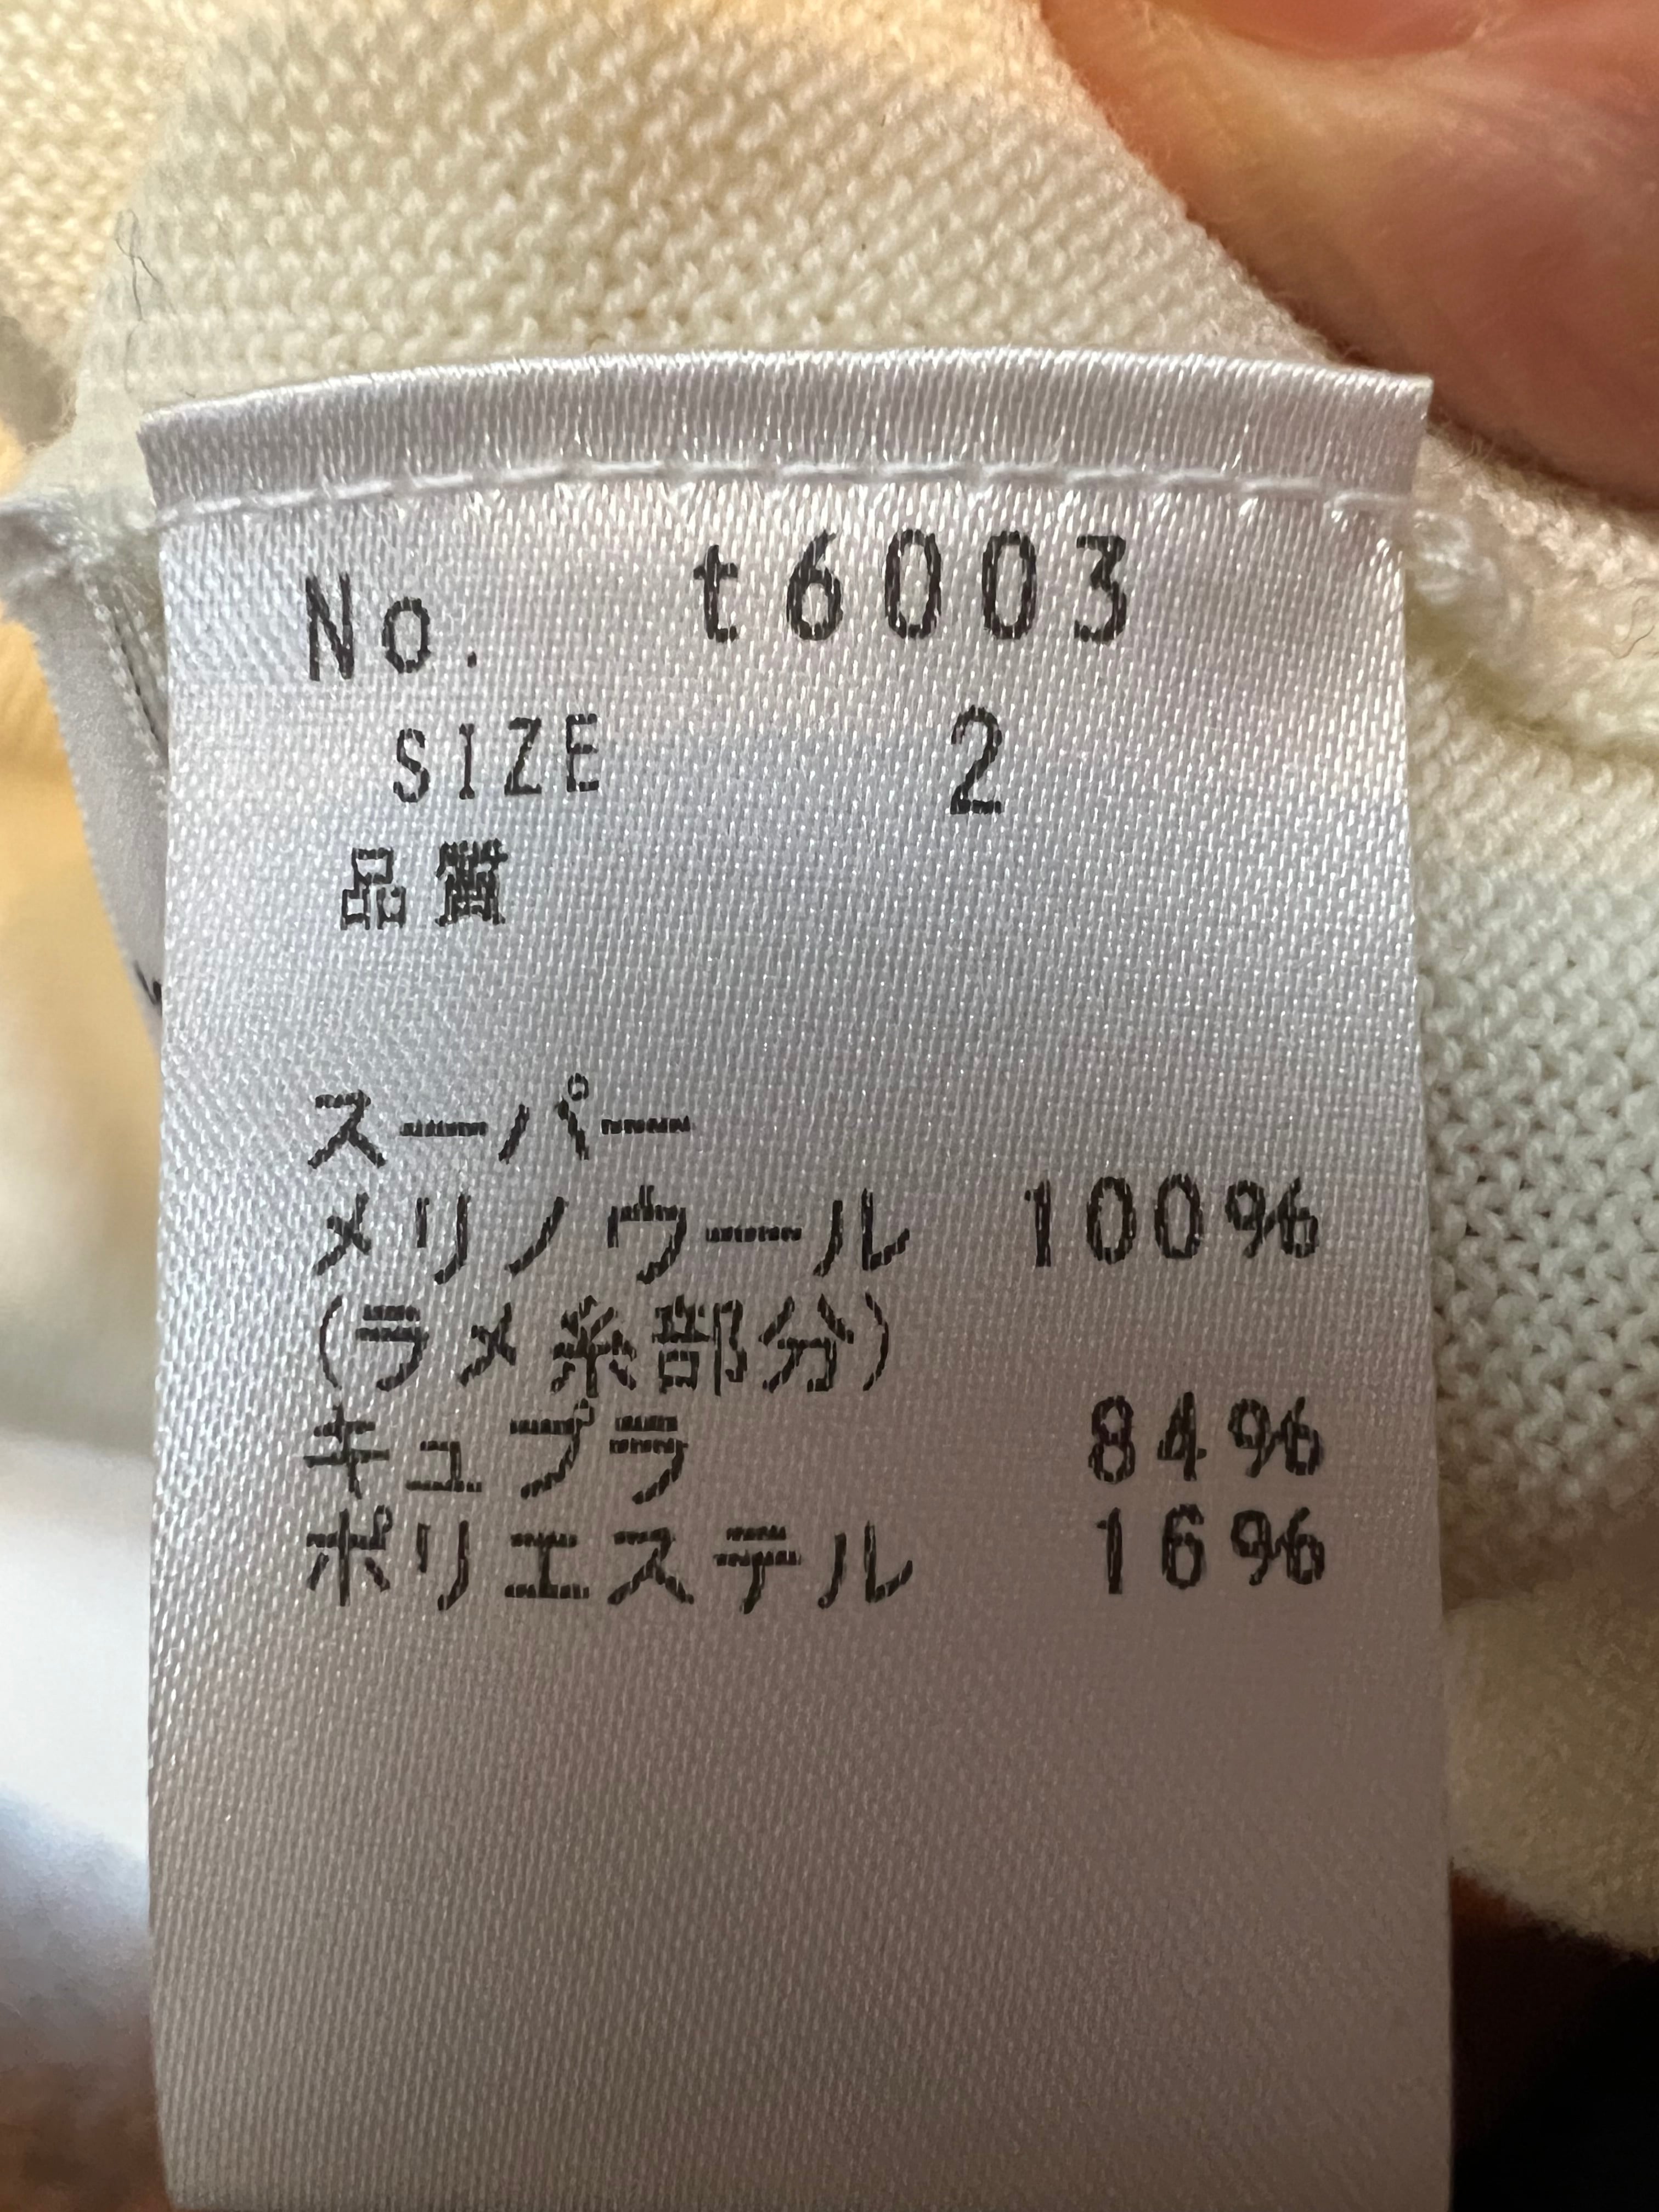 No. t6003
SIZE 2
品質
スーパー
メリノウール 100%
(ラメ糸部分)
キュプラ 84%
ポリエステル 16%